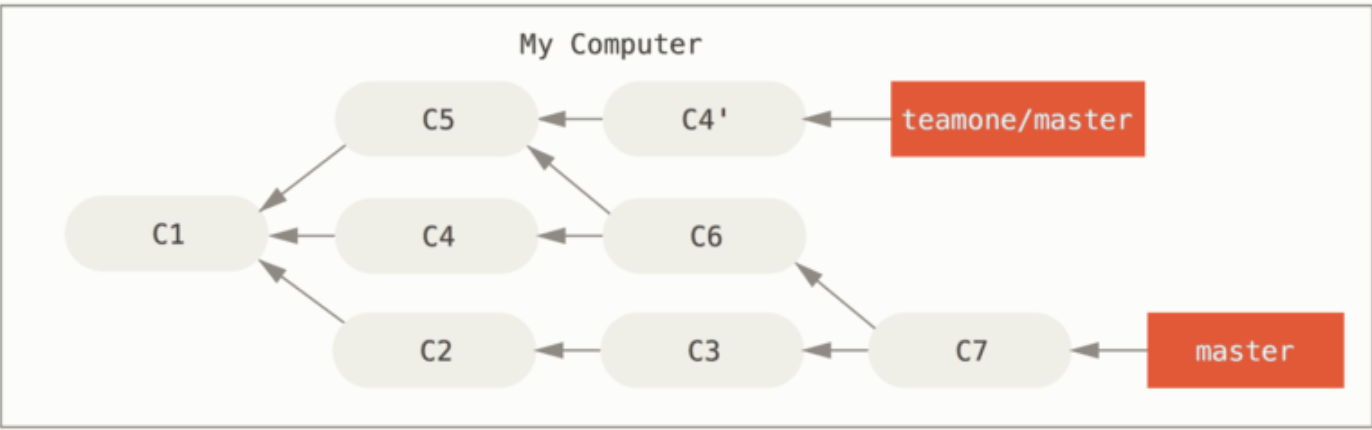 My Computer
C5
C4'
teamone/master
C1
C4
C6
C2
C3
C7
master